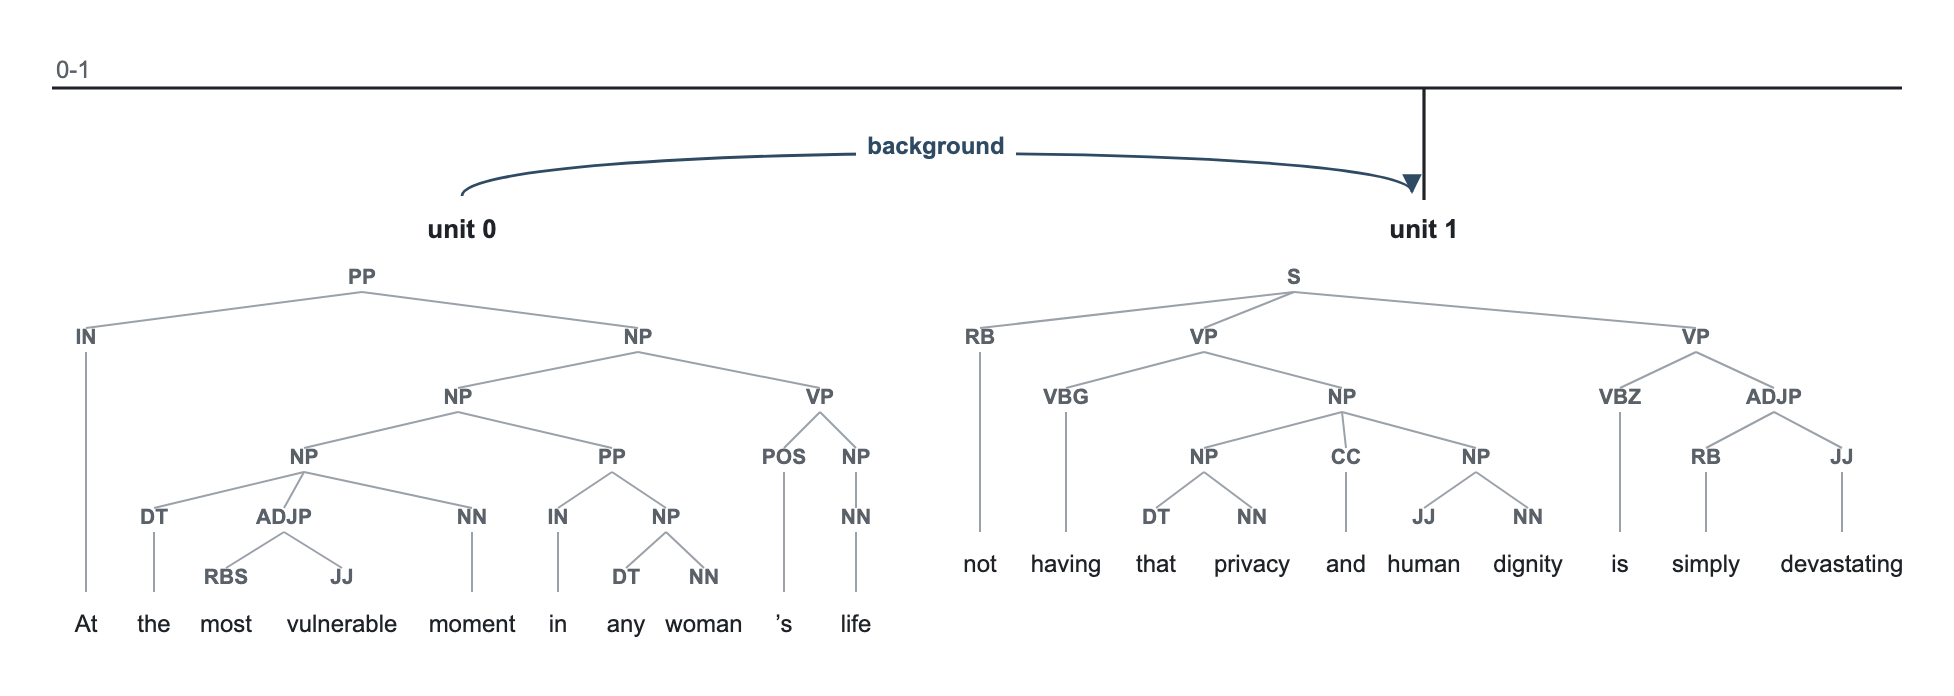 0-1
background
unit 0 unit 1
PP S
IN NP RB VP VP
NP VP VBG NP VBZ ADJP
NP PP POS NP NP CC NP RB JJ
DT ADJP NN IN NP NN DT NN JJ NN
not having that privacy and human dignity is simply devastating
RBS JJ DT NN
At the most vulnerable moment in any woman ’s life